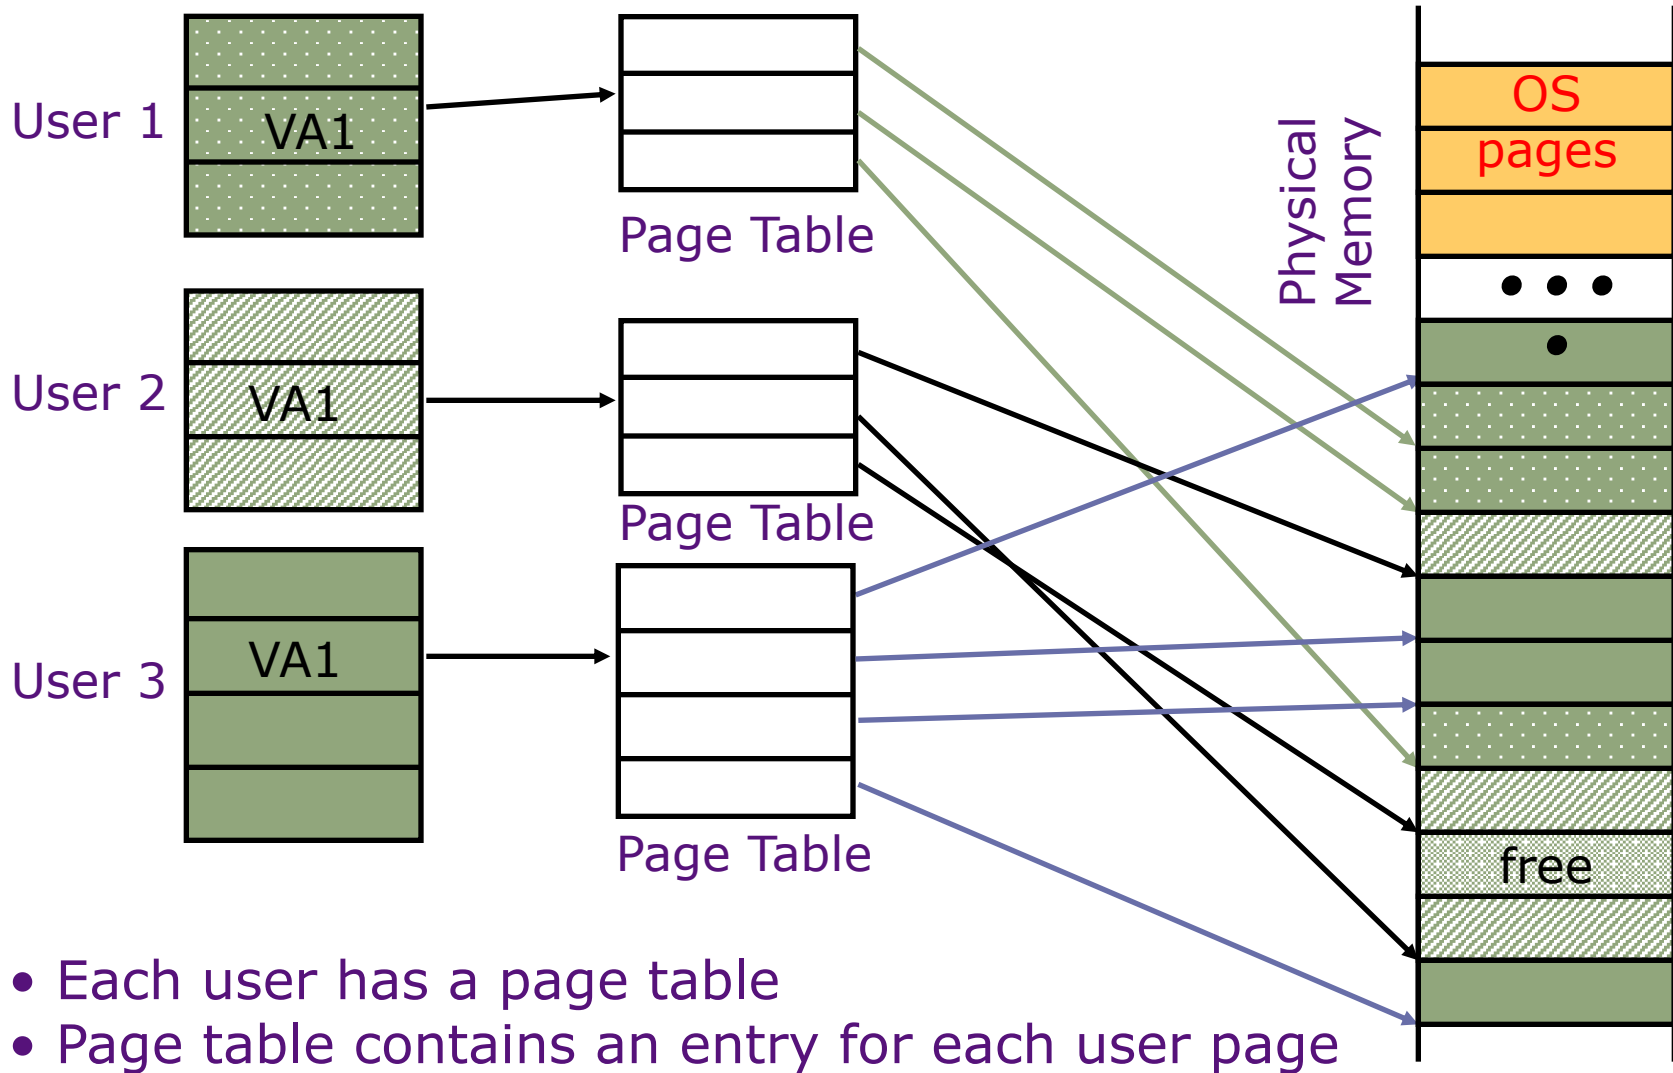 User 1
VA1
Page Table
User 2
VA1
Page Table
User 3
VA1
Page Table
Physical
Memory
OS
pages
free
• Each user has a page table
• Page table contains an entry for each user page